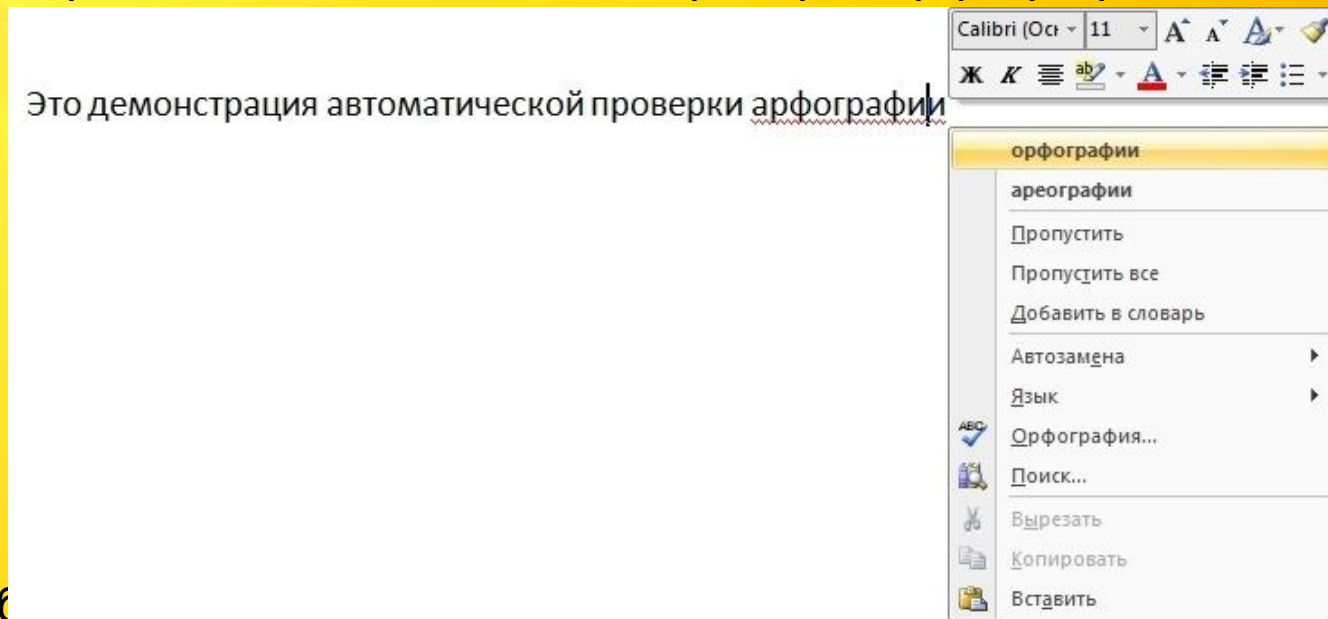 Calibri (Осн 11
Ж К
Это демонстрация автоматической проверки арфографии
орфографии
ареографии
Пропустить
Пропустить все
Добавить в словарь
Автозамена
Язык
Орфография...
Поиск...
Вырезать
Копировать
Вставить